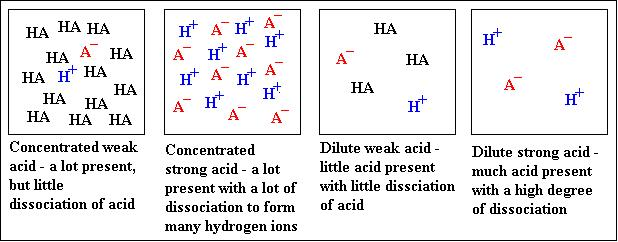 HA HA HA
HA A⁻ HA
HA H⁺ HA
HA HA HA
HA HA HA
Concentrated weak
acid - a lot present,
but little
dissociation of acid
H⁺ A⁻ H⁺ A⁻
A⁻ H⁺ A⁻ H⁺
H⁺ A⁻ H⁺ A⁻
A⁻ H⁺ A⁻ H⁺ A⁻
Concentrated
strong acid - a lot
present with a lot of
dissociation to form
many hydrogen ions
HA
A⁻ HA
HA
H⁺
Dilute weak acid -
little acid present
with little dissciation
of acid
H⁺ A⁻
A⁻
H⁺
Dilute strong acid -
much acid present
with a high degree
of dissociation